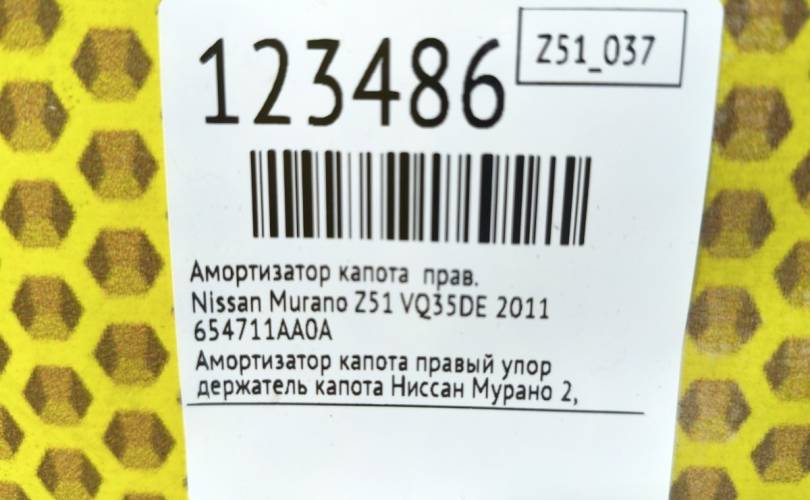 123486
Z51_037
Амортизатор капота прав.
Nissan Murano Z51 VQ35DE 2011
654711AA0A
Амортизатор капота правый упор
держатель капота Ниссан Мурано 2,